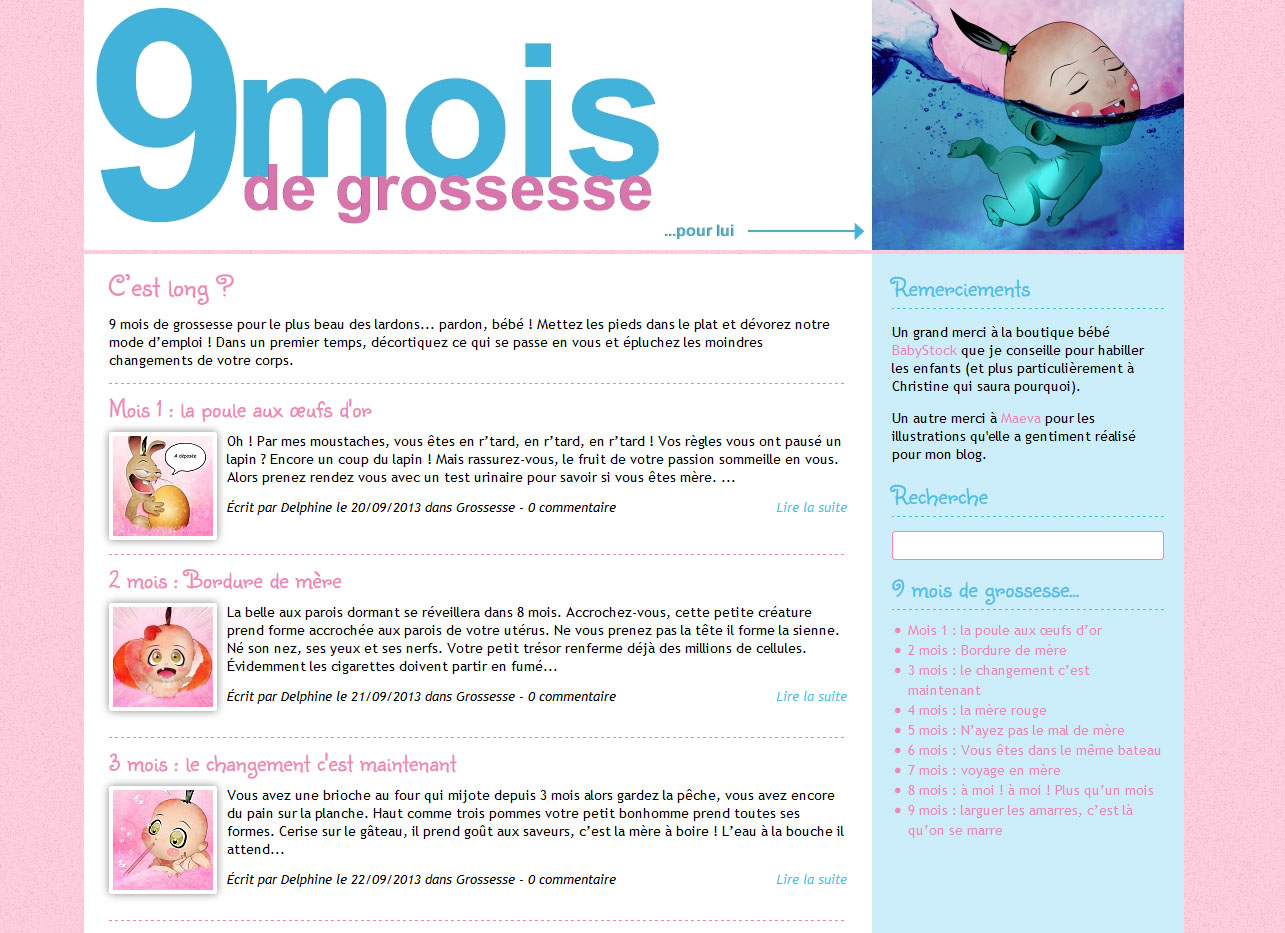 9mois
de grossesse
...pour lui
C'est long ?
9 mois de grossesse pour le plus beau des lardons... pardon, bébé ! Mettez les pieds dans le plat et dévorez notre
mode d’emploi ! Dans un premier temps, décortiquez ce qui se passe en vous et épluchez les moindres
changements de votre corps.
Mois 1 : la poule aux œufs d'or
A déposée
Oh ! Par mes moustaches, vous êtes en r’tard, en r’tard, en r’tard ! Vos règles vous ont pausé un
lapin ? Encore un coup du lapin ! Mais rassurez-vous, le fruit de votre passion sommeille en vous.
Alors prenez rendez vous avec un test urinaire pour savoir si vous êtes mère. ...
Écrit par Delphine le 20/09/2013 dans Grossesse - 0 commentaire
Lire la suite
2 mois : Bordure de mère
La belle aux parois dormant se réveillera dans 8 mois. Accrochez-vous, cette petite créature
prend forme accrochée aux parois de votre utérus. Ne vous prenez pas la tête il forme la sienne.
Né son nez, ses yeux et ses nerfs. Votre petit trésor renferme déjà des millions de cellules.
Évidemment les cigarettes doivent partir en fumé...
Écrit par Delphine le 21/09/2013 dans Grossesse - 0 commentaire
Lire la suite
3 mois : le changement c'est maintenant
Vous avez une brioche au four qui mijote depuis 3 mois alors gardez la pêche, vous avez encore
du pain sur la planche. Haut comme trois pommes votre petit bonhomme prend toutes ses
formes. Cerise sur le gâteau, il prend goût aux saveurs, c’est la mère à boire ! L’eau à la bouche il
attend...
Écrit par Delphine le 22/09/2013 dans Grossesse - 0 commentaire
Lire la suite
Remerciements
Un grand merci à la boutique bébé
BabyStock que je conseille pour habiller
les enfants (et plus particulièrement à
Christine qui saura pourquoi).
Un autre merci à Maeva pour les
illustrations qu'elle a gentiment réalisé
pour mon blog.
Recherche
9 mois de grossesse...
Mois 1 : la poule aux œufs d’or
2 mois : Bordure de mère
3 mois : le changement c’est
maintenant
4 mois : la mère rouge
5 mois : N’ayez pas le mal de mère
6 mois : Vous êtes dans le même bateau
7 mois : voyage en mère
8 mois : à moi ! à moi ! Plus qu’un mois
9 mois : larguer les amarres, c’est là
qu’on se marre